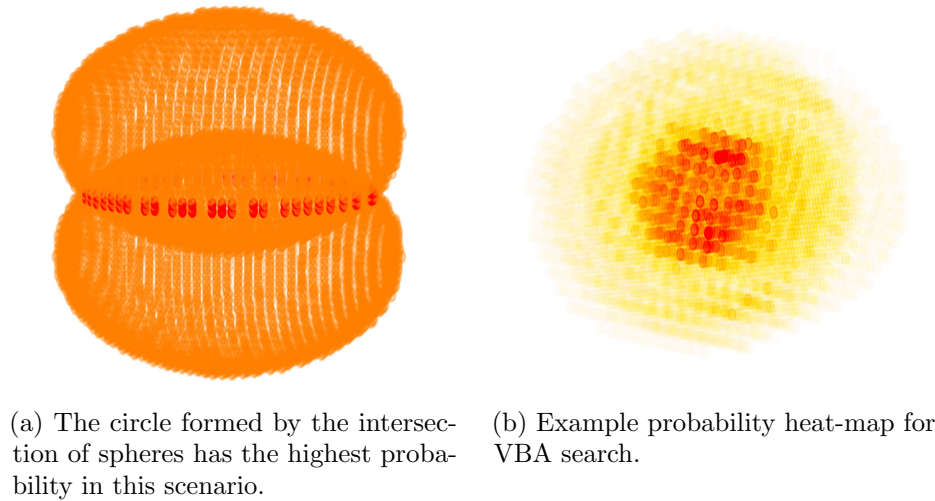 (a) The circle formed by the intersec-
tion of spheres has the highest proba-
bility in this scenario.
(b) Example probability heat-map for
VBA search.